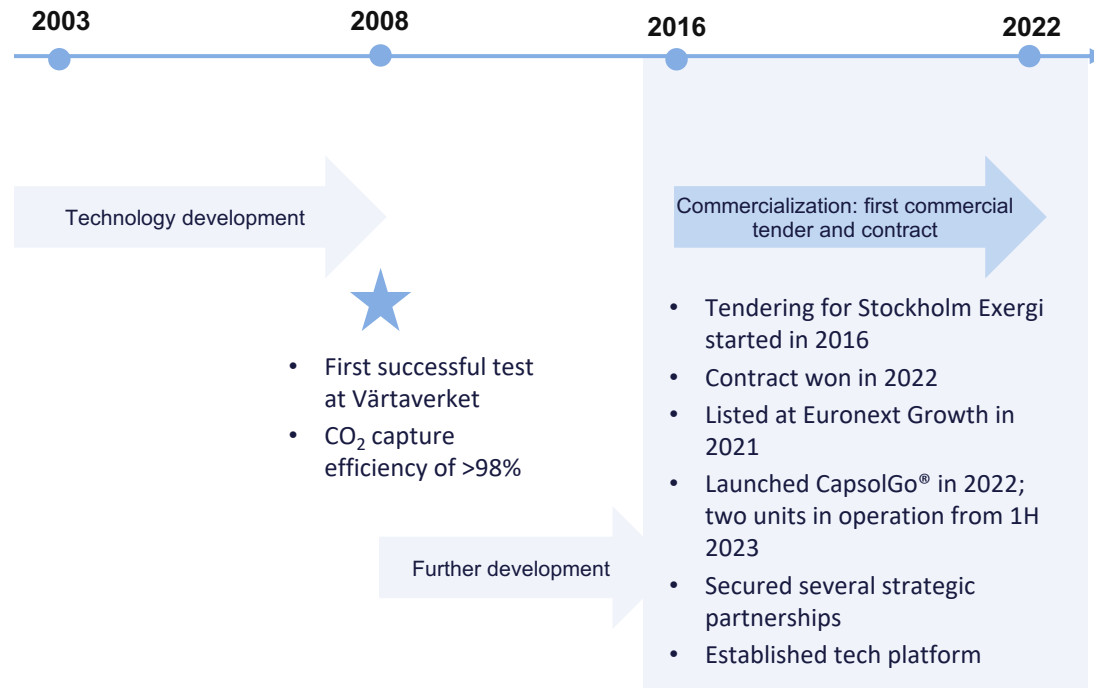 2003
2008
2016
2022
Technology development
Commercialization: first commercial
tender and contract
• First successful test
at Värtaverket
• CO₂ capture
efficiency of >98%
Further development
• Tendering for Stockholm Exergi
started in 2016
• Contract won in 2022
• Listed at Euronext Growth in
2021
• Launched CapsolGo® in 2022;
two units in operation from 1H
2023
• Secured several strategic
partnerships
• Established tech platform